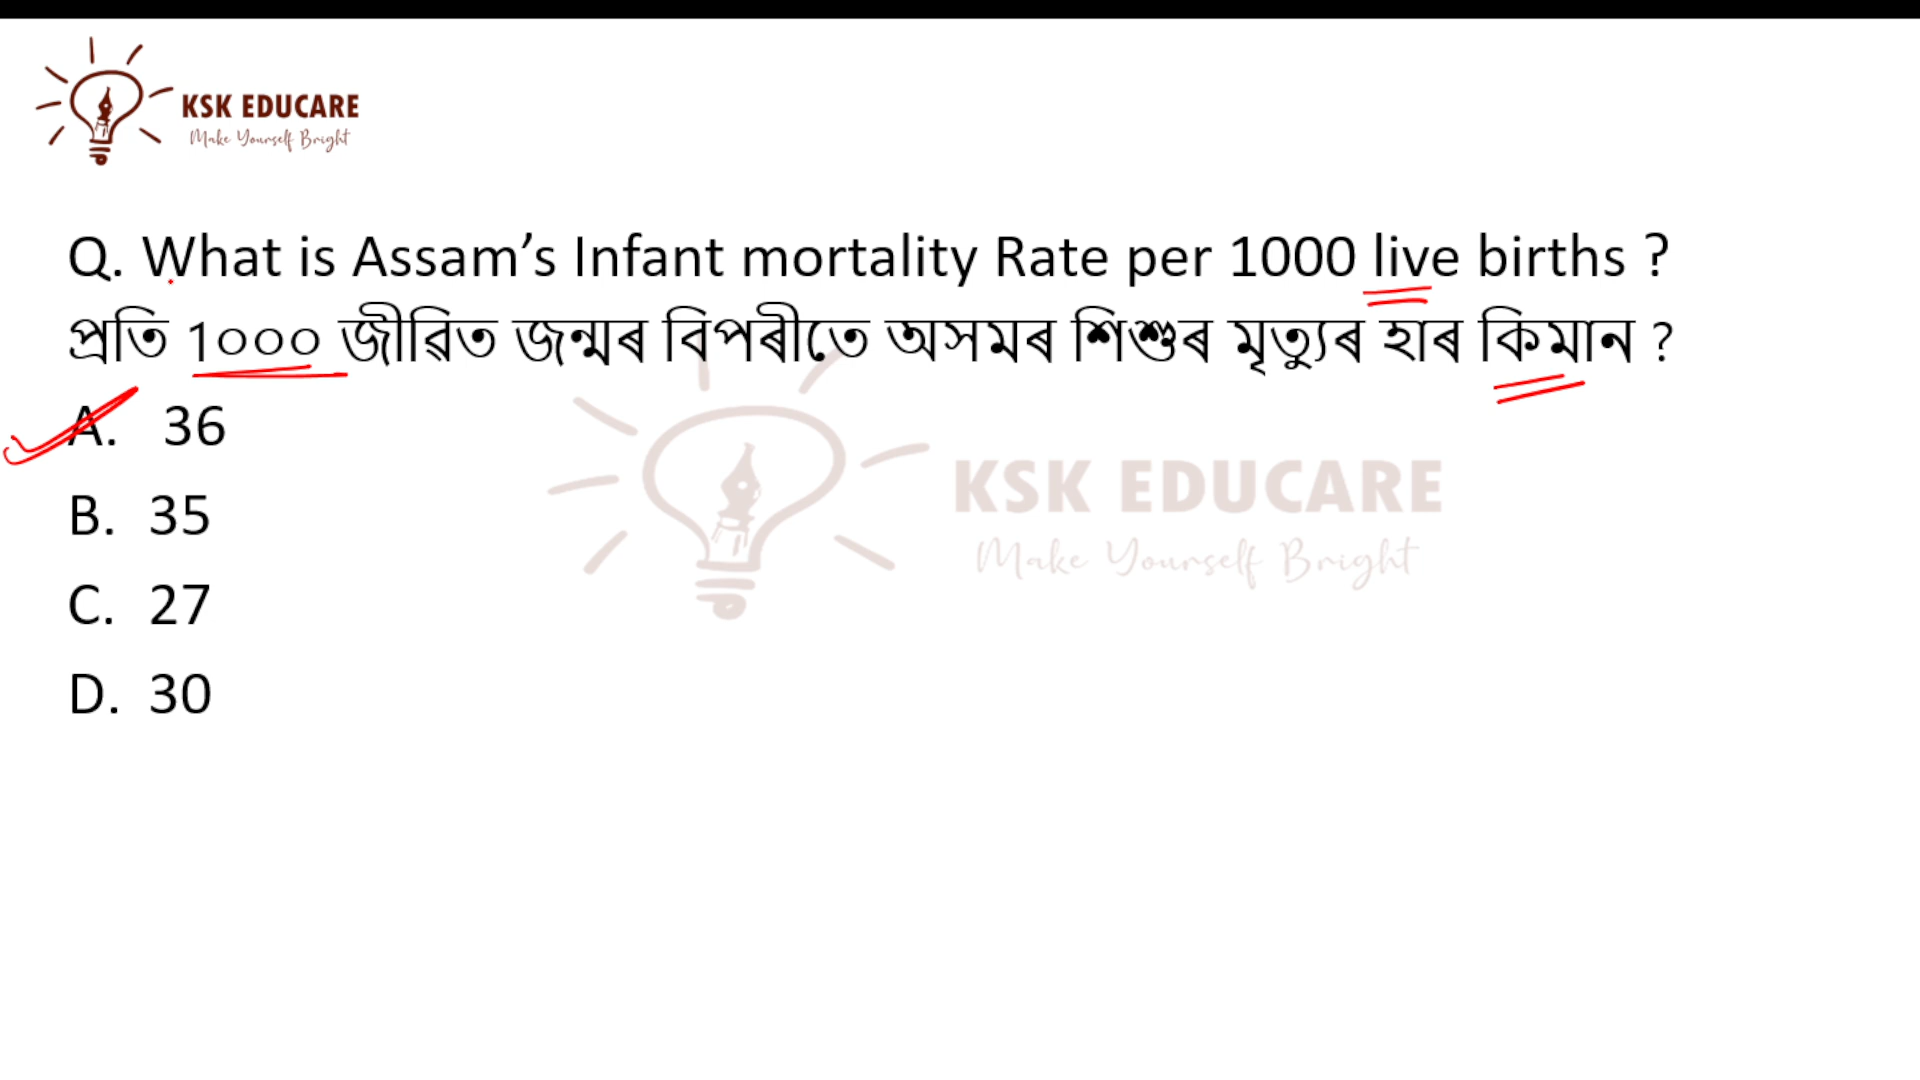 KSK EDUCARE
Make Yourself Bright
Q. What is Assam’s Infant mortality Rate per 1000 live births ?
প্ৰতি 1০০০ জীৱিত জন্মৰ বিপৰীতে অসমৰ শিশুৰ মৃত্যুৰ হাৰ কিমান ?
A. 36
B. 35
C. 27
D. 30
KSK EDUCARE
Make Yourself Bright